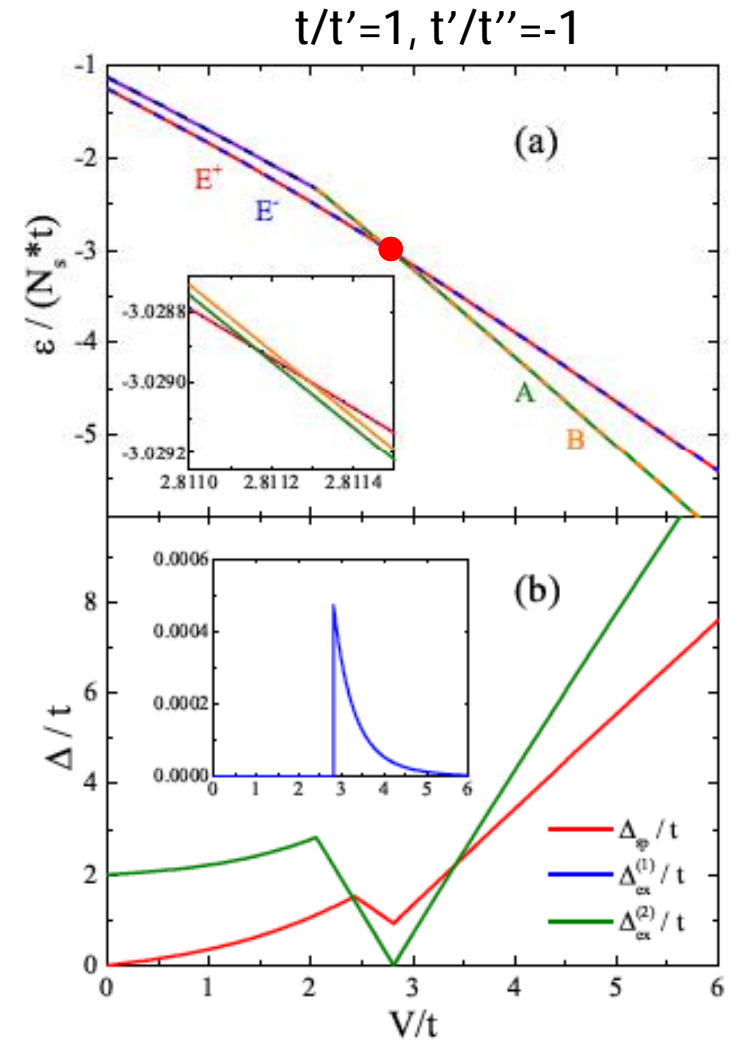 t/t’=1, t’/t’’=-1
-1
(a)
-2
E⁺
E⁻
-3
ε / (Nₛ*t)
-3.0288
-4
-3.0290
A
B
-5
-3.0292
2.8110 2.8112 2.8114
0.0006
(b)
8
0.0004
6
0.0002
Δ / t
0.0000
0 1 2 3 4 5 6
4
Δₛₚ / t
2
Δₑₓ⁽¹⁾ / t
Δₑₓ⁽²⁾ / t
0
0 1 2 3 4 5 6
V/t